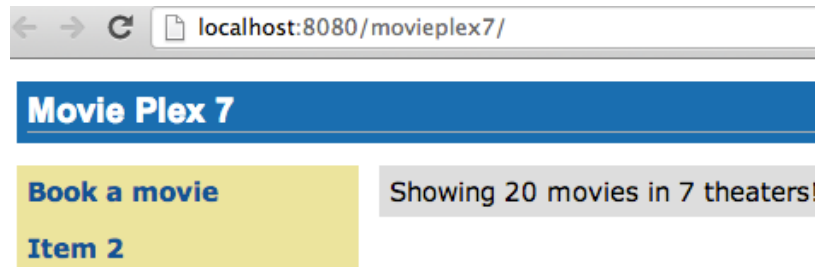 localhost:8080/movieplex7/
Movie Plex 7
Book a movie
Showing 20 movies in 7 theaters!
Item 2